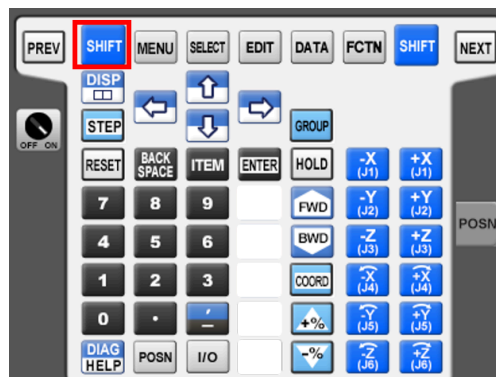 PREV SHIFT MENU SELECT EDIT DATA FCTN SHIFT NEXT
DISP
STEP GROUP
OFF ON
RESET BACK SPACE ITEM ENTER HOLD -X (J1) +X (J1)
7 8 9 FWD -Y (J2) +Y (J2)
POSN
4 5 6 BWD -Z (J3) +Z (J3)
1 2 3 COORD -X (J4) +X (J4)
0 . ' - +% -Y (J5) +Y (J5)
DIAG HELP POSN I/O -% -Z (J6) +Z (J6)